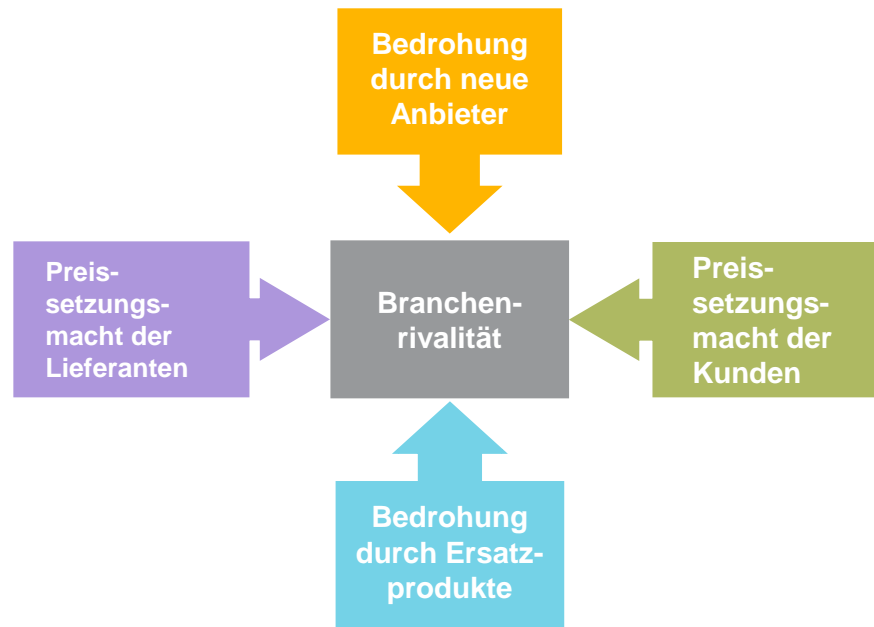 Bedrohung
durch neue
Anbieter
Preis-
setzungs-
macht der
Lieferanten
Branchen-
rivalität
Preis-
setzungs-
macht der
Kunden
Bedrohung
durch Ersatz-
produkte